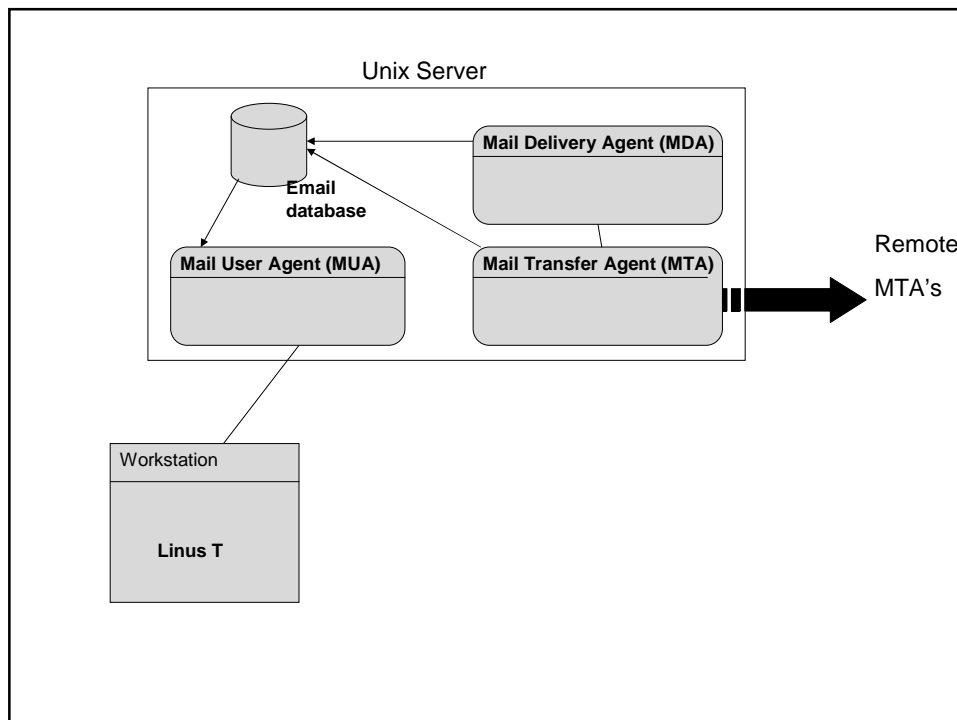 Unix Server
Mail Delivery Agent (MDA)
Email
database
Mail User Agent (MUA)
Mail Transfer Agent (MTA)
Remote
MTA's
Workstation
Linus T